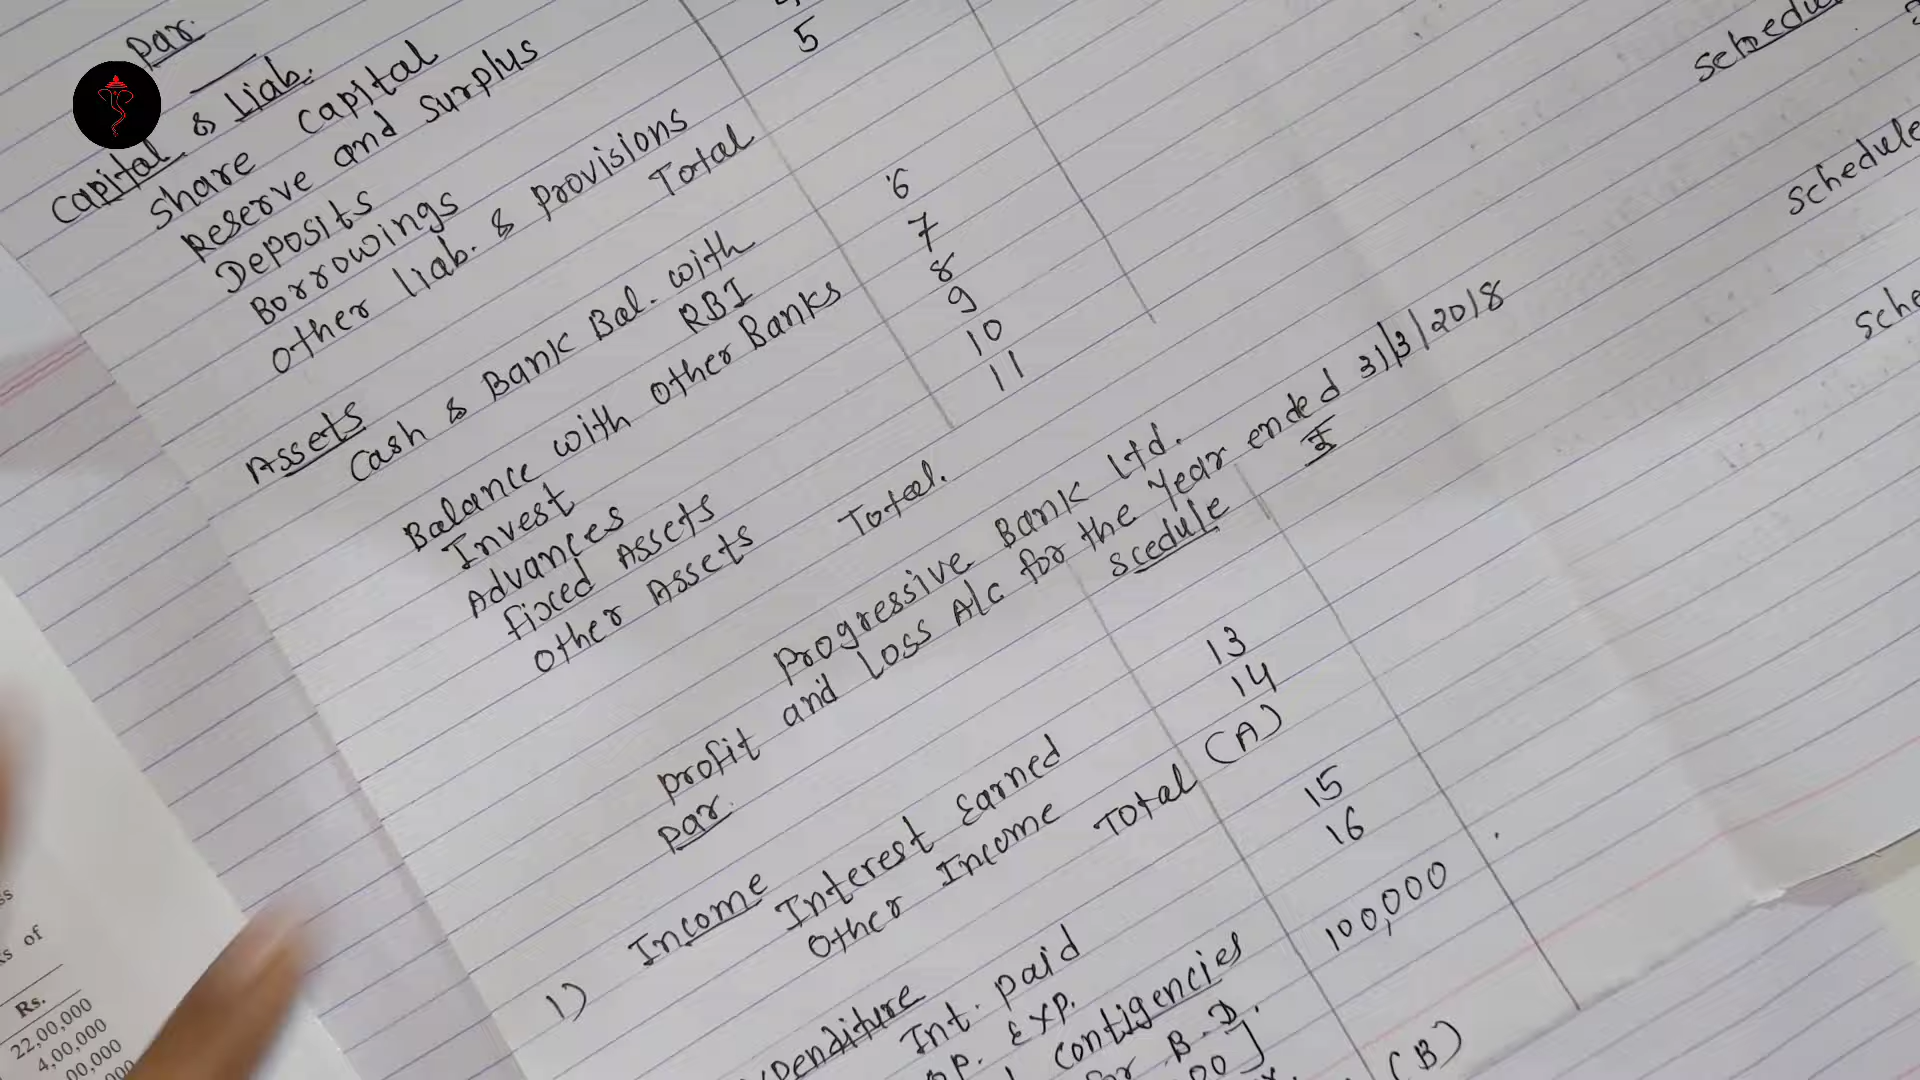 par.
Capital & Liab.
Share Capital
Reserve and Surplus
Deposits
Borrowings
5
Other liab. & provisions
Total
Assets
Cash & Bank Bal. with RBI 6
Balance with other Banks 7
Invest 8
Advances 9
Fixed Assets 10
Other Assets 11
Total.
Progressive Bank Ltd.
Profit and Loss A/c for the Year ended 31/3/2018
par. Scedule ₹
1) Income
Interest Earned 13
Other Income 14
Total (A)
Int. paid 15
Exp. 16
Contigencies
B.D. 100,000
(B)
Schedule
s of
Rs.
22,00,000
4,00,000